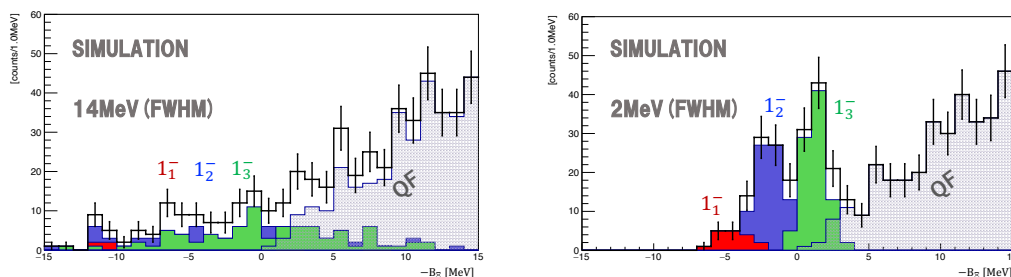 [counts/1.0MeV]
60
50
40
30
20
10
0
SIMULATION
14MeV (FWHM)
1₁⁻ 1₂⁻ 1₃⁻
QF
−15 −10 −5 0 5 10 15
−B_Ξ [MeV]
[counts/1.0MeV]
60
50
40
30
20
10
0
SIMULATION
2MeV (FWHM)
1₂⁻ 1₃⁻
1₁⁻
QF
−15 −10 −5 0 5 10 15
−B_Ξ [MeV]